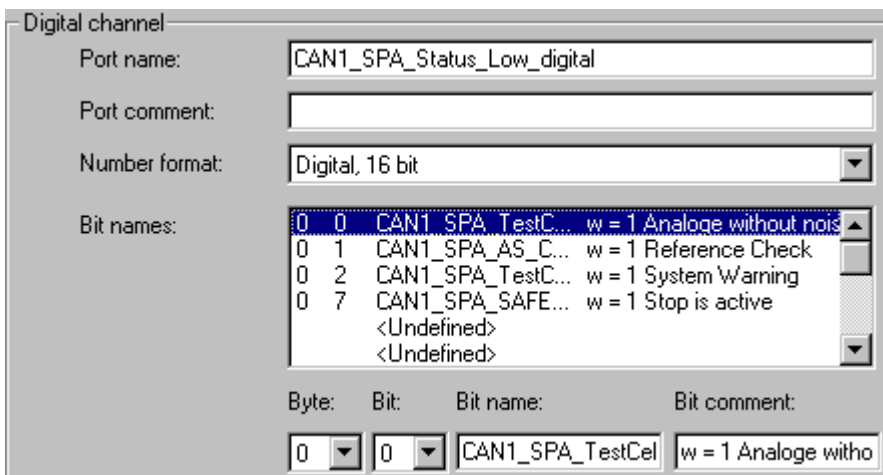 Digital channel
Port name: CAN1_SPA_Status_Low_digital
Port comment:
Number format: Digital, 16 bit
Bit names:
0 0 CAN1_SPA_TestC... w = 1 Analoge without nois
0 1 CAN1_SPA_AS_C... w = 1 Reference Check
0 2 CAN1_SPA_TestC... w = 1 System Warning
0 7 CAN1_SPA_SAFE... w = 1 Stop is active
<Undefined>
<Undefined>
Byte: Bit: Bit name: Bit comment:
0 0 CAN1_SPA_TestCel w = 1 Analoge witho